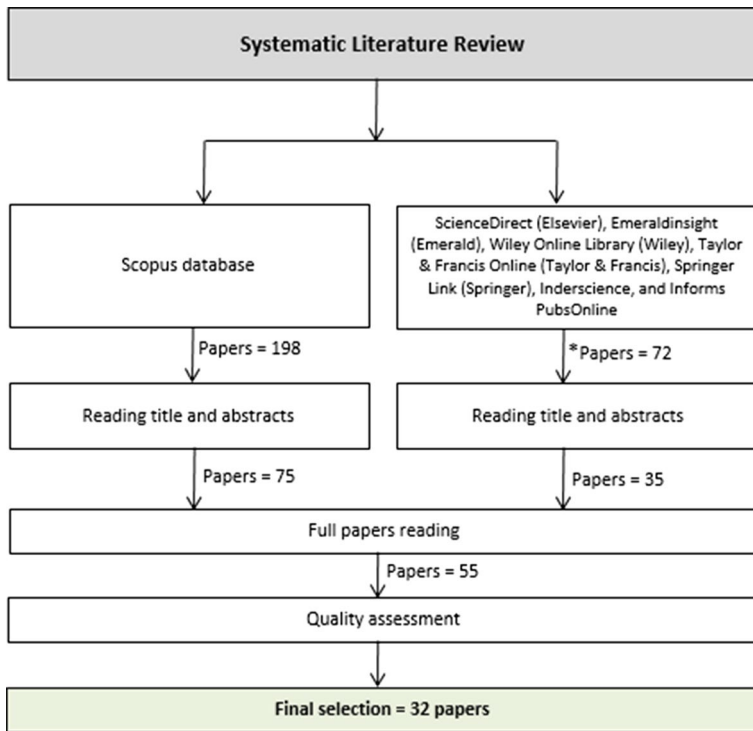 Systematic Literature Review
Scopus database
ScienceDirect (Elsevier), Emeraldinsight
(Emerald), Wiley Online Library (Wiley), Taylor
& Francis Online (Taylor & Francis), Springer
Link (Springer), Inderscience, and Informs
PubsOnline
Papers = 198
*Papers = 72
Reading title and abstracts
Reading title and abstracts
Papers = 75
Papers = 35
Full papers reading
Papers = 55
Quality assessment
Final selection = 32 papers